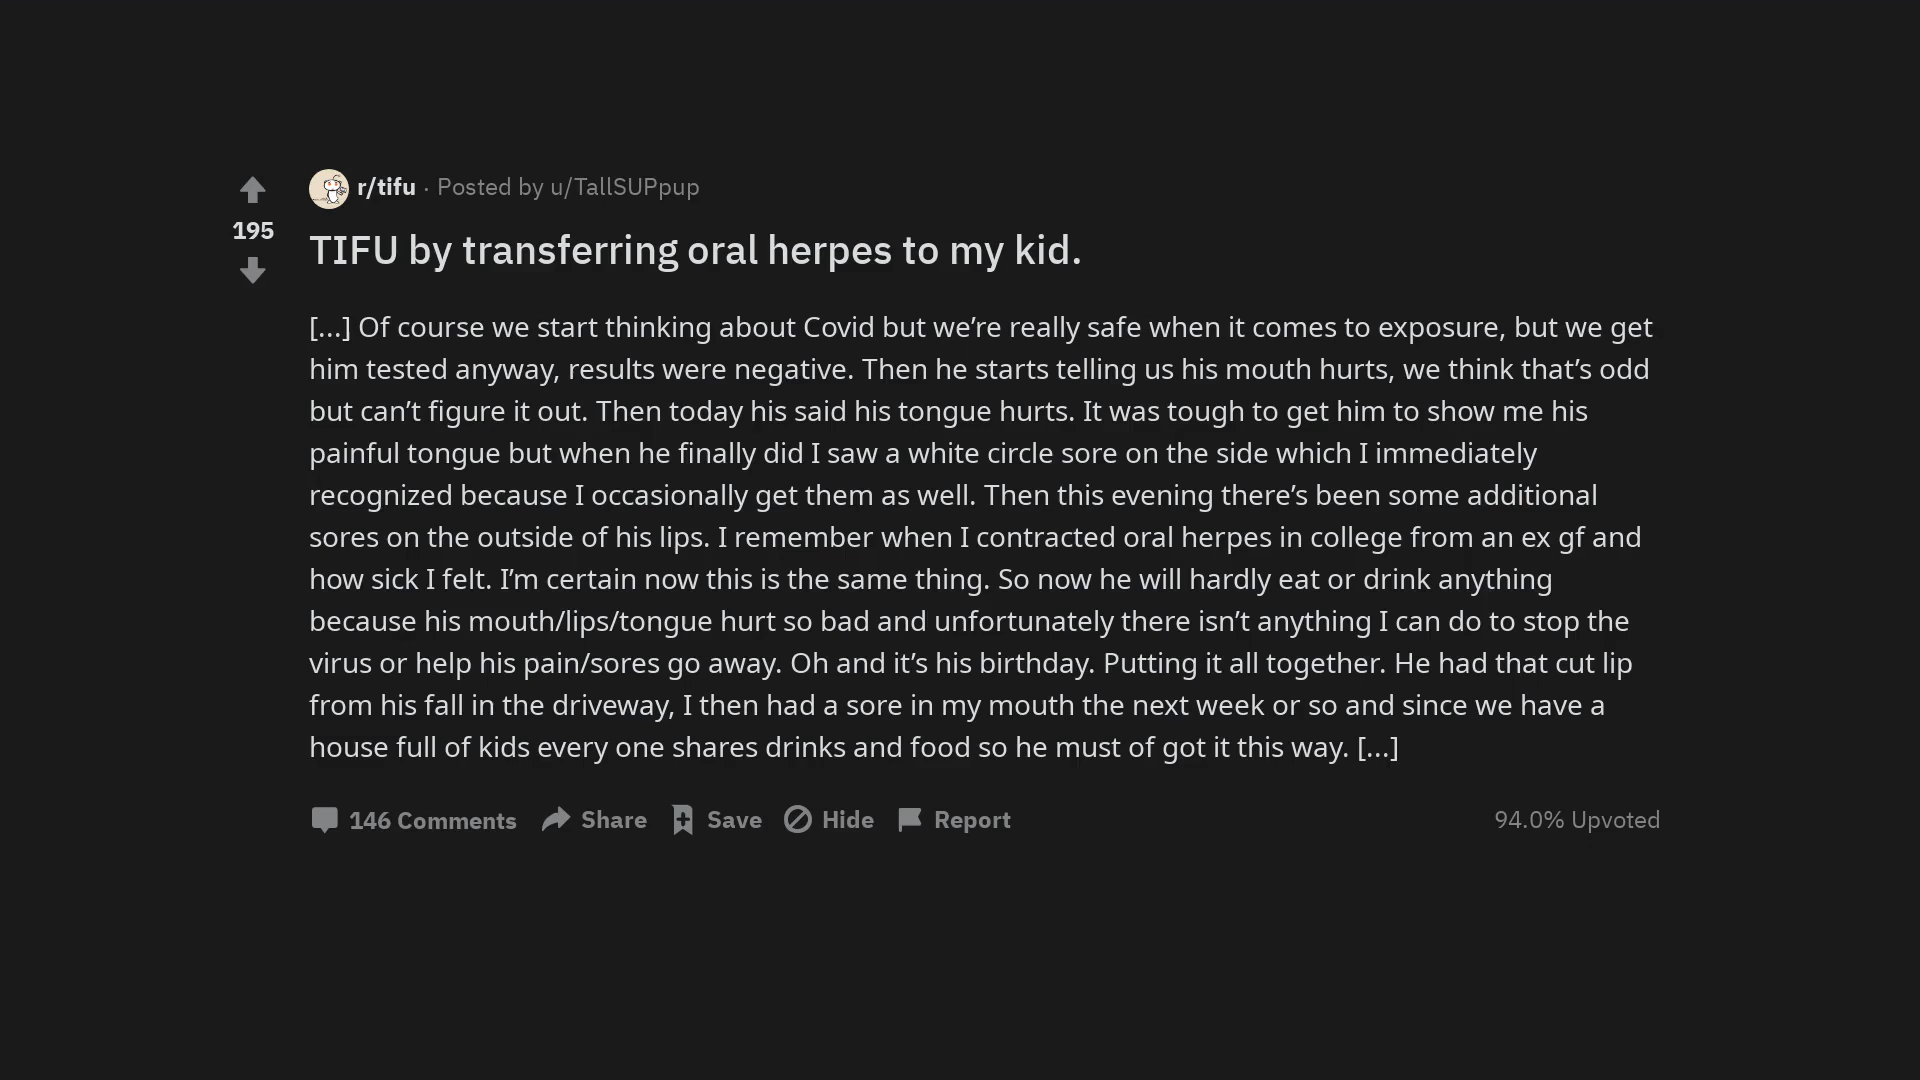 r/tifu · Posted by u/TallSUPpup
195
TIFU by transferring oral herpes to my kid.
[...] Of course we start thinking about Covid but we’re really safe when it comes to exposure, but we get
him tested anyway, results were negative. Then he starts telling us his mouth hurts, we think that’s odd
but can’t figure it out. Then today his said his tongue hurts. It was tough to get him to show me his
painful tongue but when he finally did I saw a white circle sore on the side which I immediately
recognized because I occasionally get them as well. Then this evening there’s been some additional
sores on the outside of his lips. I remember when I contracted oral herpes in college from an ex gf and
how sick I felt. I’m certain now this is the same thing. So now he will hardly eat or drink anything
because his mouth/lips/tongue hurt so bad and unfortunately there isn’t anything I can do to stop the
virus or help his pain/sores go away. Oh and it’s his birthday. Putting it all together. He had that cut lip
from his fall in the driveway, I then had a sore in my mouth the next week or so and since we have a
house full of kids every one shares drinks and food so he must of got it this way. [...]
146 Comments Share Save Hide Report 94.0% Upvoted